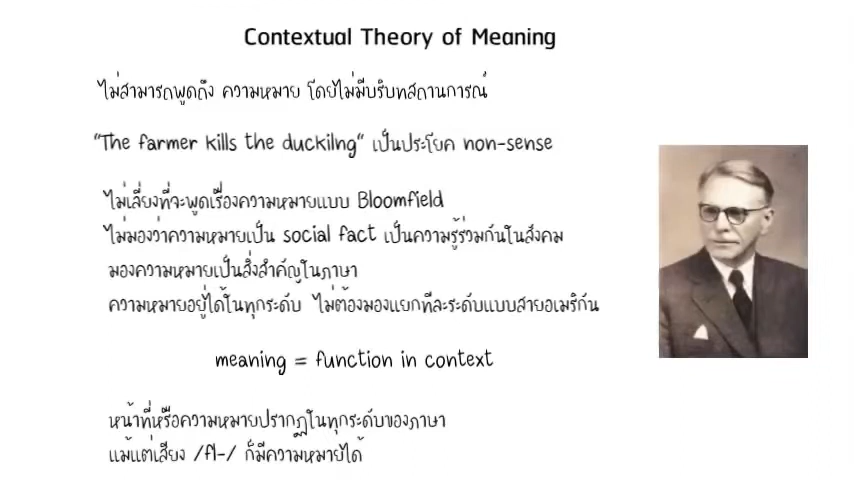 Contextual Theory of Meaning
ไม่สามารถพูดถึง ความหมาย โดยไม่มีบริบทสถานการณ์
"The farmer kills the duckilng" เป็นประโยค non-sense
ไม่เลี่ยงที่จะพูดเรื่องความหมายแบบ Bloomfield
ไม่มองว่าความหมายเป็น social fact เป็นความรู้ร่วมกันในสังคม
มองความหมายเป็นสิ่งสำคัญในภาษา
ความหมายอยู่ได้ในทุกระดับ ไม่ต้องมองแยกทีละระดับแบบสายอเมริกัน
meaning = function in context
หน้าที่หรือความหมายปรากฏในทุกระดับของภาษา
แม้แต่เสียง /fl-/ ก็มีความหมายได้